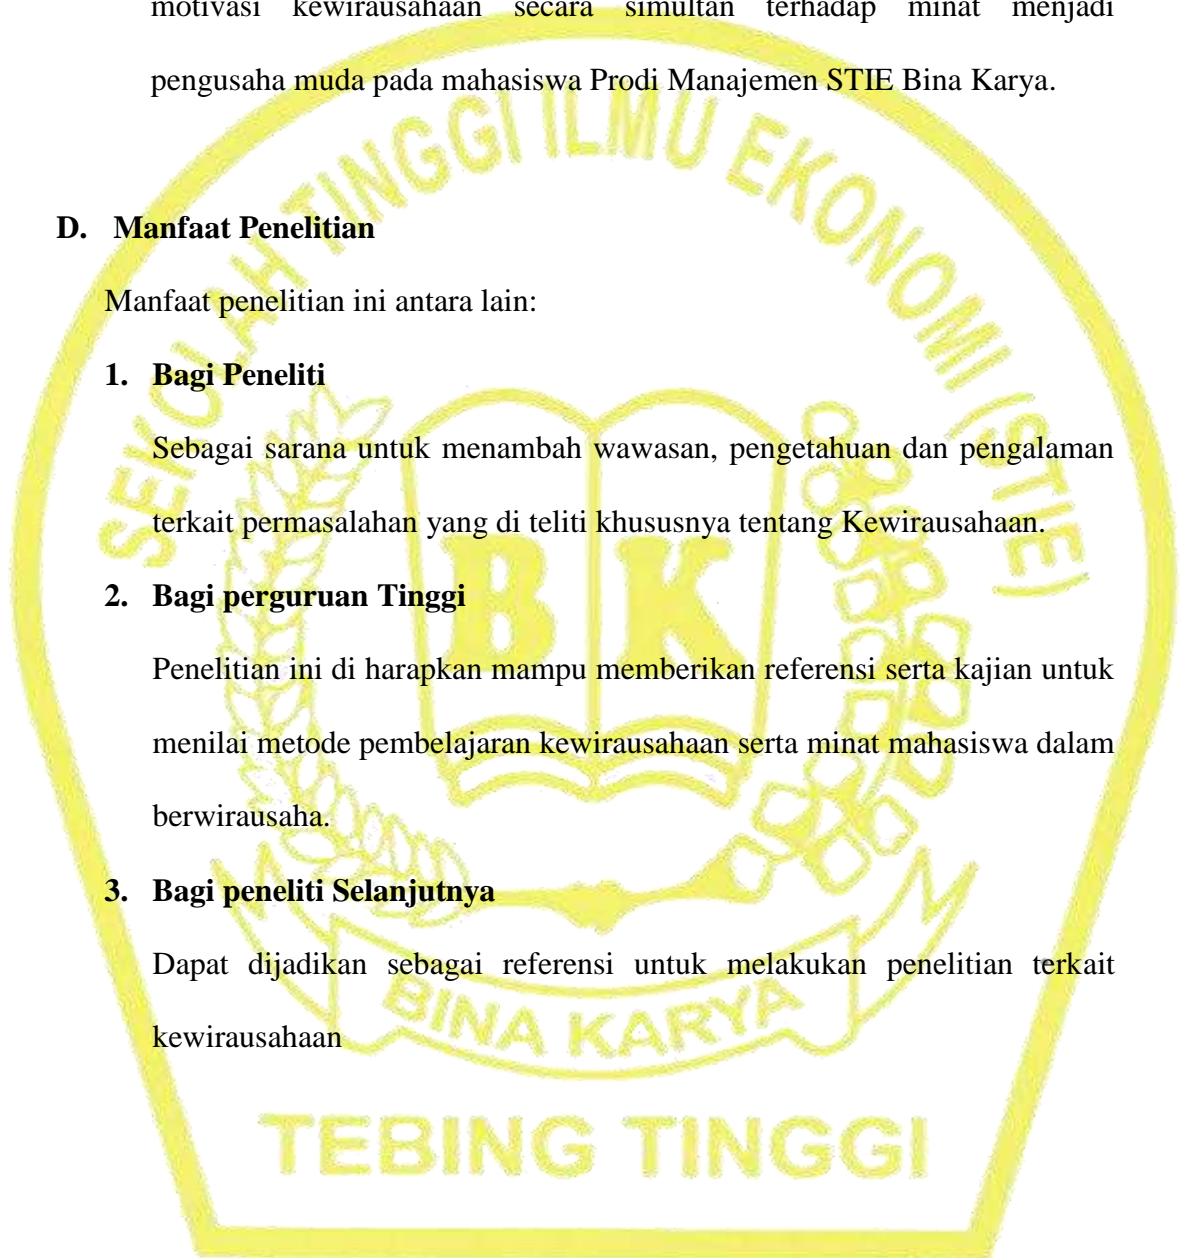 motivasi kewirausahaan secara simultan terhadap minat menjadi
pengusaha muda pada mahasiswa Prodi Manajemen STIE Bina Karya.
D. Manfaat Penelitian
Manfaat penelitian ini antara lain:
1. Bagi Peneliti
Sebagai sarana untuk menambah wawasan, pengetahuan dan pengalaman
terkait permasalahan yang di teliti khususnya tentang Kewirausahaan.
2. Bagi perguruan Tinggi
Penelitian ini di harapkan mampu memberikan referensi serta kajian untuk
menilai metode pembelajaran kewirausahaan serta minat mahasiswa dalam
berwirausaha.
3. Bagi peneliti Selanjutnya
Dapat dijadikan sebagai referensi untuk melakukan penelitian terkait
kewirausahaan
SEKOLAH TINGGI ILMU EKONOMI (STIE)
BK
BINA KARYA
TEBING TINGGI